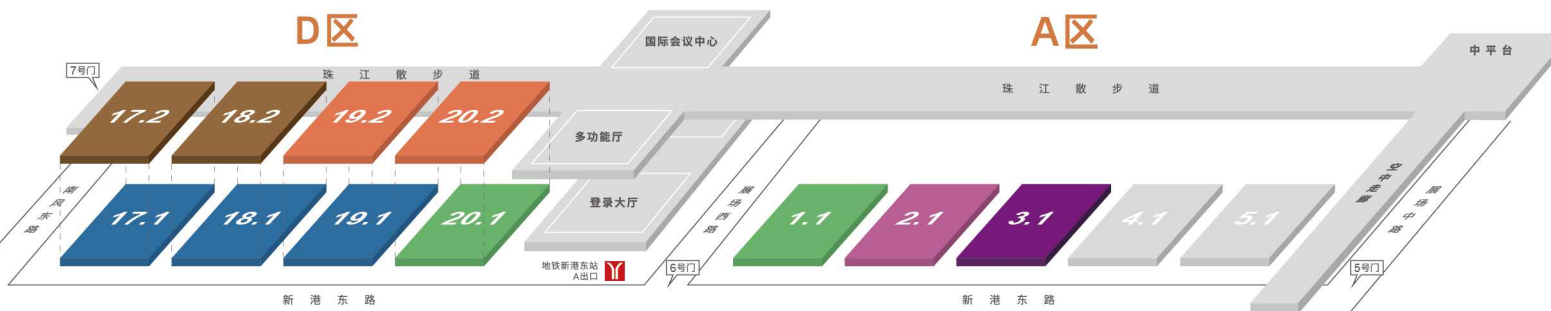 D区
A区
国际会议中心
中平台
7号门
珠江散步道
珠江散步道
17.2
18.2
19.2
20.2
多功能厅
空中走廊
展场中路
展场西路
登录大厅
17.1
18.1
19.1
20.1
1.1
2.1
3.1
4.1
5.1
地铁新港东站
A出口
6号门
5号门
新港东路
新港东路